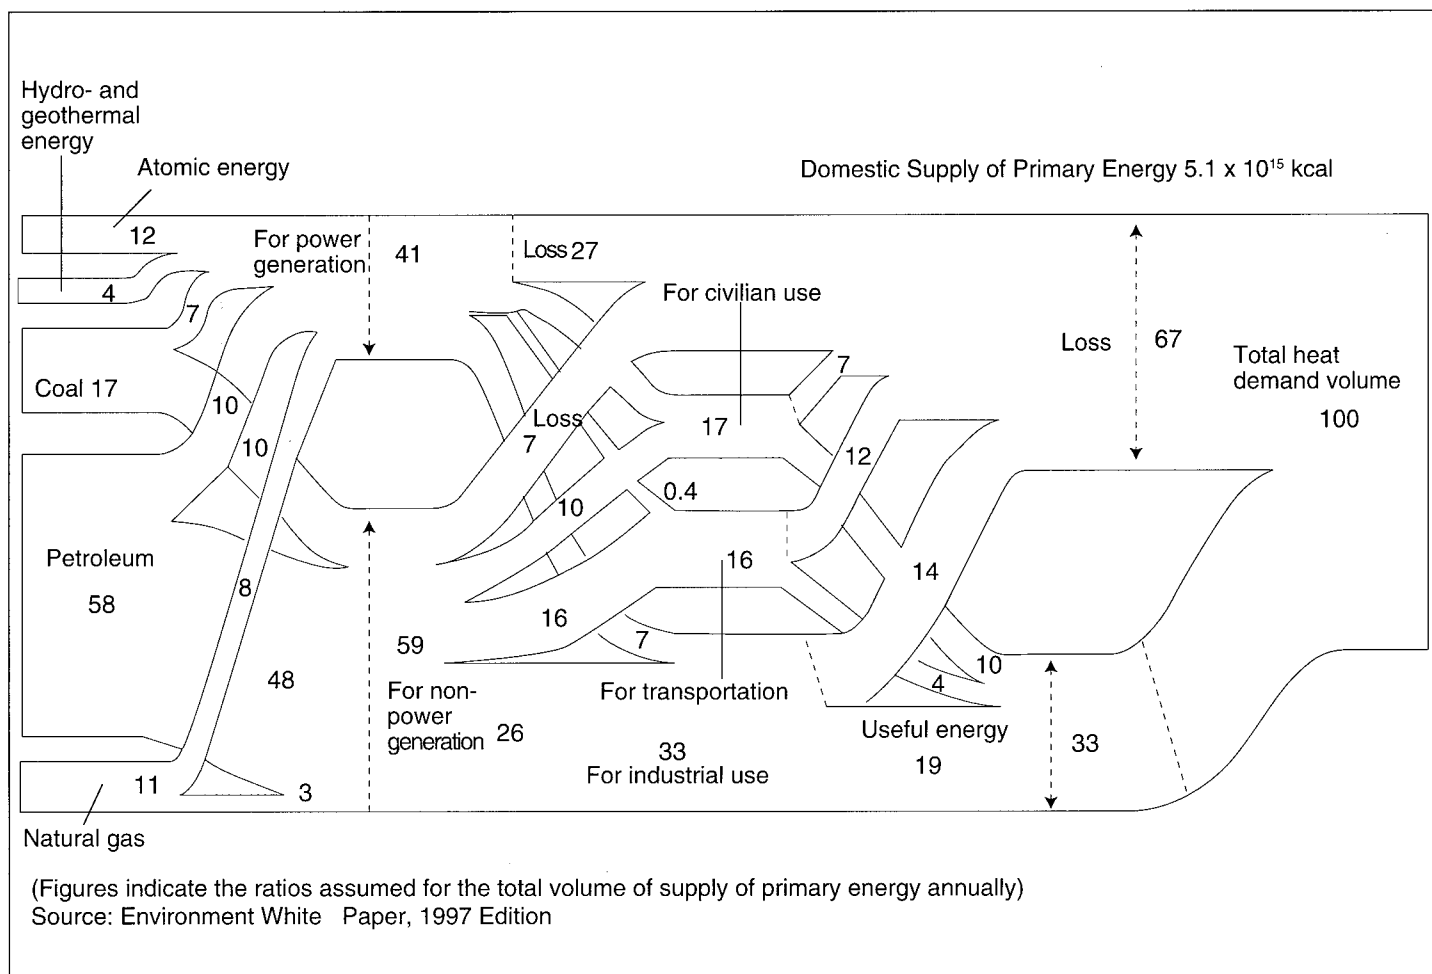 Hydro- and
geothermal
energy
Atomic energy
Domestic Supply of Primary Energy 5.1 x 10¹⁵ kcal
12
For power
generation
41
Loss 27
4
7
For civilian use
Loss
67
Total heat
demand volume
100
Coal 17
10
10
7
Loss
7
17
12
0.4
10
Petroleum
58
8
16
14
16
59
7
10
4
48
For non-
power
generation
26
For transportation
33
For industrial use
Useful energy
19
33
11
3
Natural gas
(Figures indicate the ratios assumed for the total volume of supply of primary energy annually)
Source: Environment White Paper, 1997 Edition